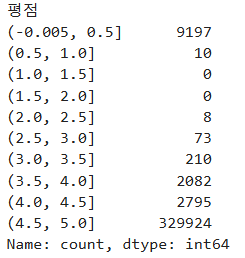 평점
(-0.005, 0.5] 9197
(0.5, 1.0] 10
(1.0, 1.5] 0
(1.5, 2.0] 0
(2.0, 2.5] 8
(2.5, 3.0] 73
(3.0, 3.5] 210
(3.5, 4.0] 2082
(4.0, 4.5] 2795
(4.5, 5.0] 329924
Name: count, dtype: int64